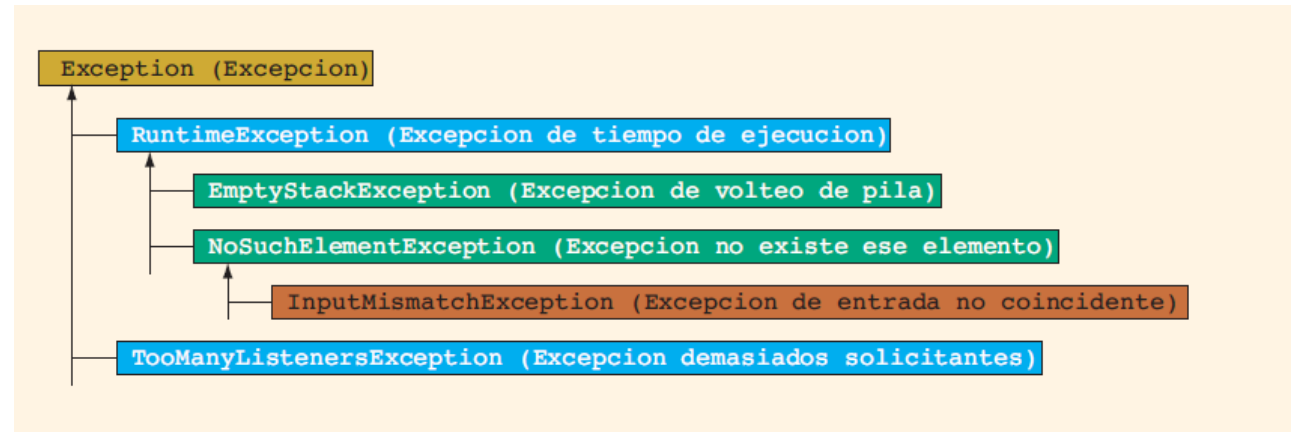 Exception (Excepcion)
RuntimeException (Excepcion de tiempo de ejecucion)
EmptyStackException (Excepcion de volteo de pila)
NoSuchElementException (Excepcion no existe ese elemento)
InputMismatchException (Excepcion de entrada no coincidente)
TooManyListenersException (Excepcion demasiados solicitantes)